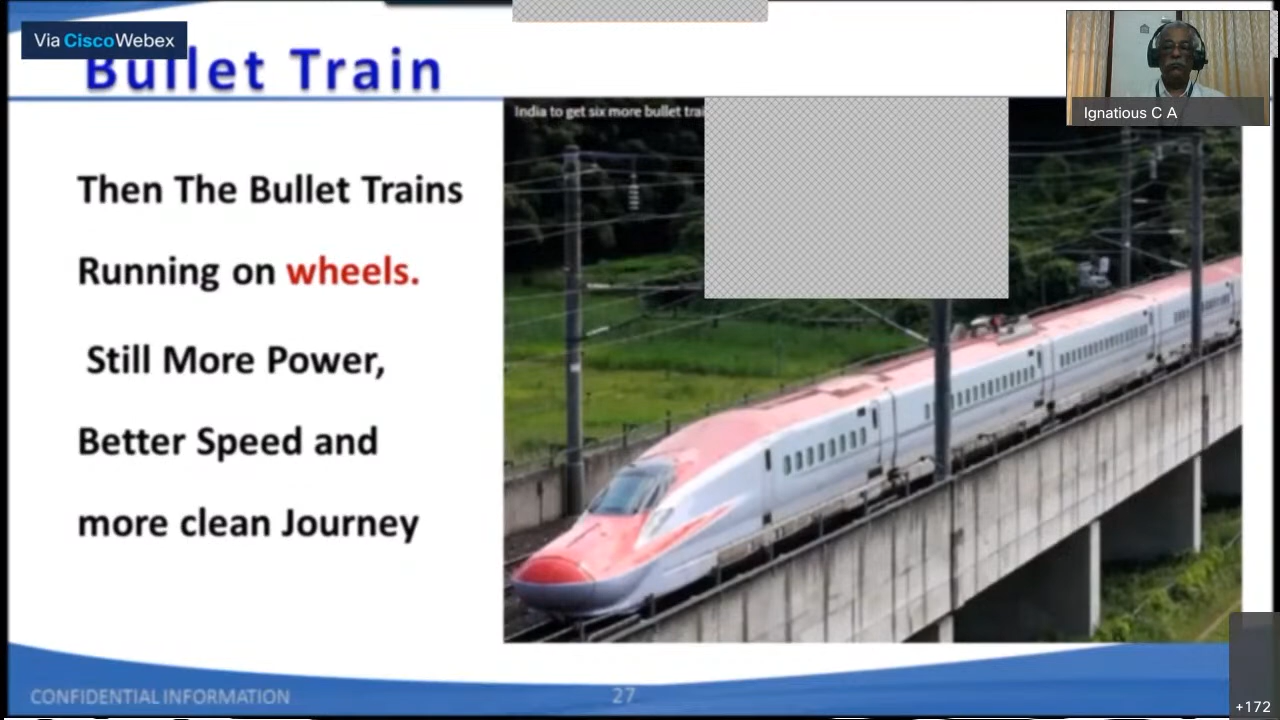 Via CiscoWebex
Bullet Train
Ignatious C A
India to get six more bullet
Then The Bullet Trains
Running on wheels.
Still More Power,
Better Speed and
more clean Journey
CONFIDENTIAL INFORMATION
27
+172